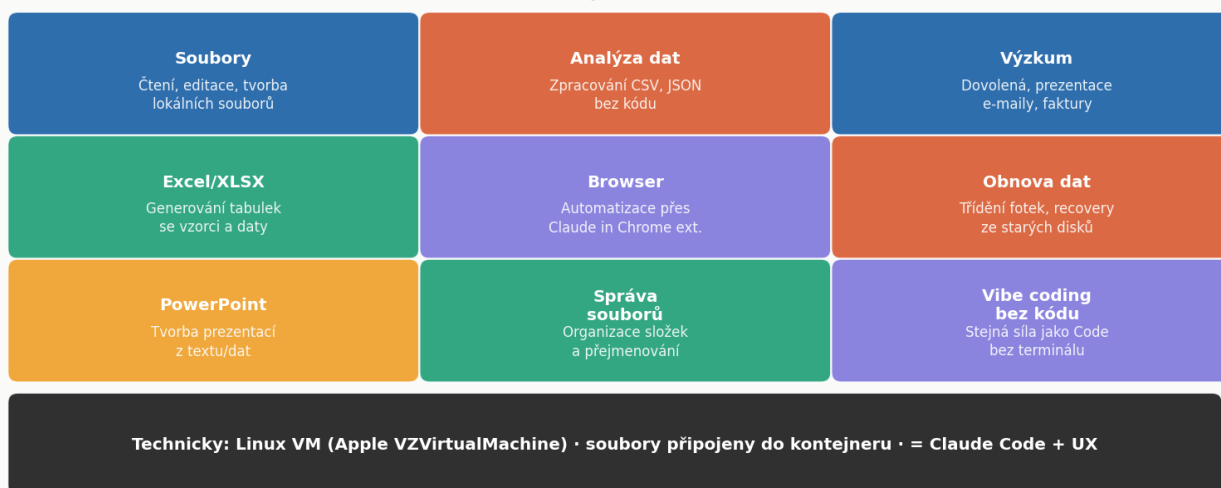 Soubory
Čtení, editace, tvorba
lokálních souborů
Analýza dat
Zpracování CSV, JSON
bez kódu
Výzkum
Dovolená, prezentace
e-maily, faktury
Excel/XLSX
Generování tabulek
se vzorci a daty
Browser
Automatizace přes
Claude in Chrome ext.
Obnova dat
Třídění fotek, recovery
ze starých disků
PowerPoint
Tvorba prezentací
z textu/dat
Správa
souborů
Organizace složek
a přejmenování
Vibe coding
bez kódu
Stejná síla jako Code
bez terminálu
Technicky: Linux VM (Apple VZVirtualMachine) · soubory připojeny do kontejneru · = Claude Code + UX